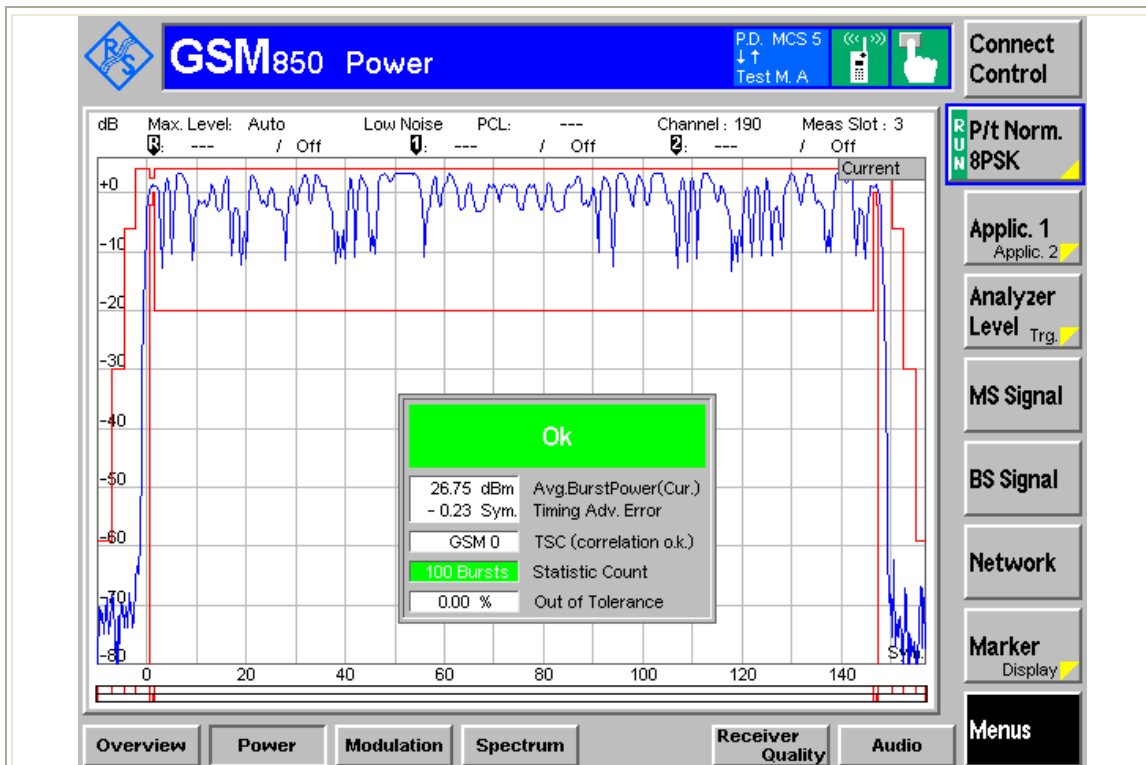 R&S
GSM850 Power
P.D. MCS 5
↓↑
Test M. A
Connect
Control
dB Max. Level: Auto Low Noise PCL: --- Channel : 190 Meas Slot : 3
R: --- / Off 1: --- / Off 2: --- / Off
Current
RUN
P/t Norm.
8PSK
+0
-10
-20
-30
-40
-50
-60
-70
-80
Applic. 1
Applic. 2
Analyzer
Level Trg.
MS Signal
BS Signal
Network
Marker
Display
Menus
Ok
26.75 dBm Avg.BurstPower(Cur.)
- 0.23 Sym. Timing Adv. Error
GSM 0 TSC (correlation o.k.)
100 Bursts Statistic Count
0.00 % Out of Tolerance
Sym.
0 20 40 60 80 100 120 140
Overview Power Modulation Spectrum Receiver Quality Audio